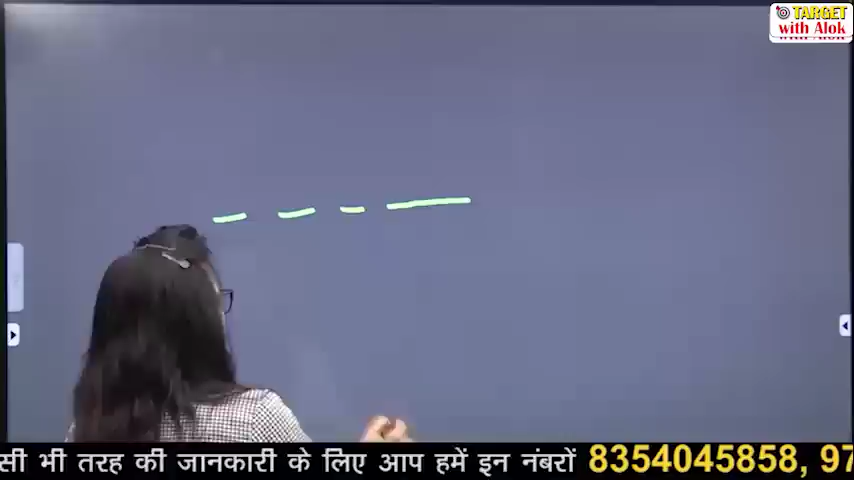 TARGET
with Alok
सी भी तरह की जानकारी के लिए आप हमें इन नंबरों 8354045858, 97